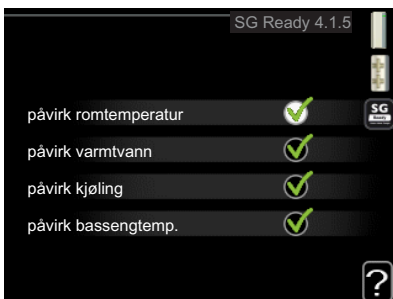 SG Ready 4.1.5
påvirk romtemperatur
SG
Ready
påvirk varmtvann
påvirk kjøling
påvirk bassengtemp.
?